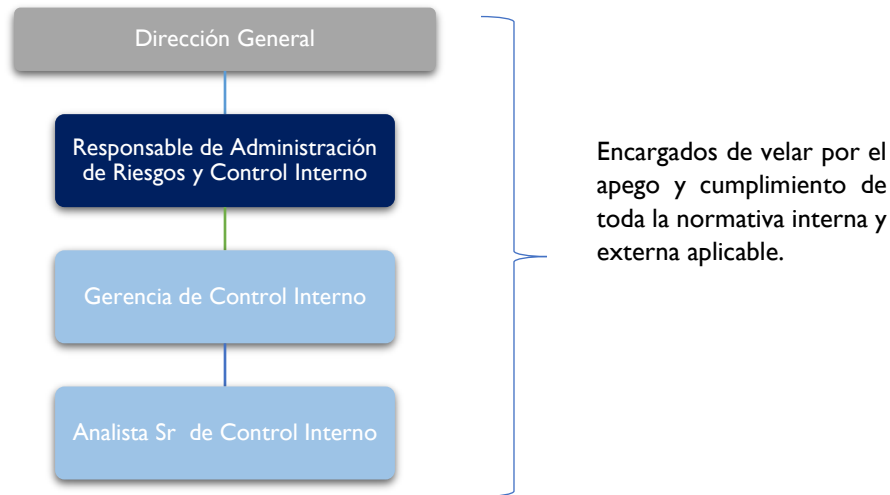 Dirección General
Responsable de Administración
de Riesgos y Control Interno
Gerencia de Control Interno
Analista Sr de Control Interno
Encargados de velar por el
apego y cumplimiento de
toda la normativa interna y
externa aplicable.